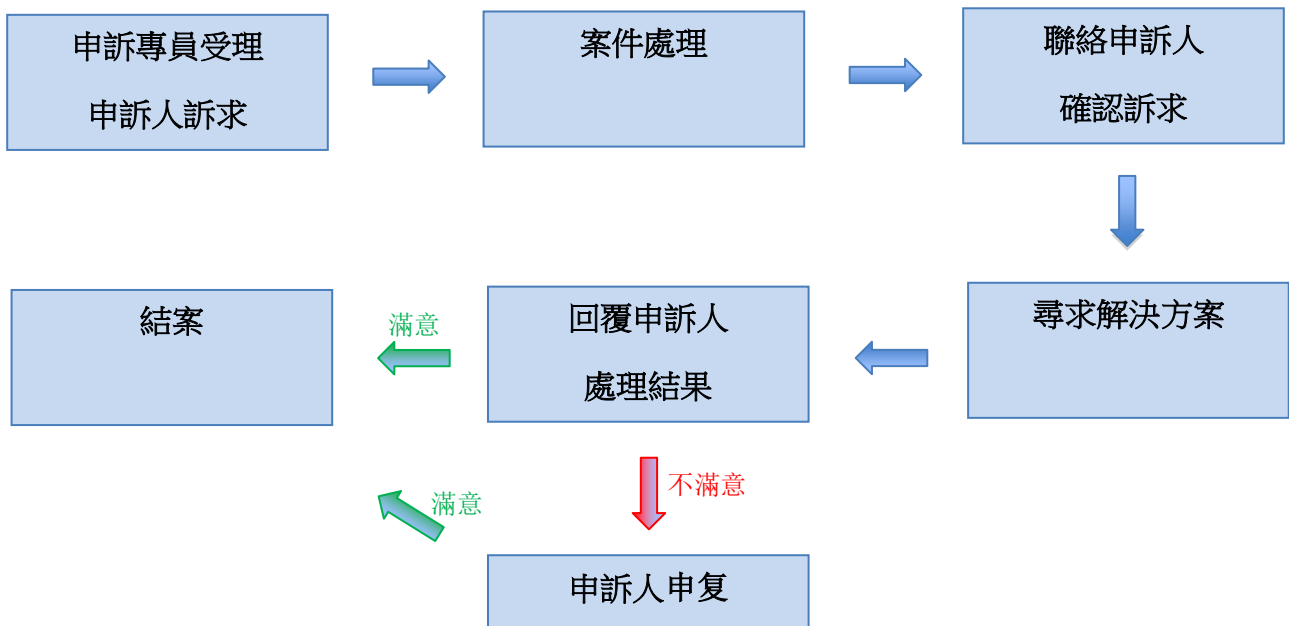 申訴專員受理
申訴人訴求
案件處理
聯絡申訴人
確認訴求
尋求解決方案
回覆申訴人
處理結果
滿意
結案
不滿意
滿意
申訴人申复